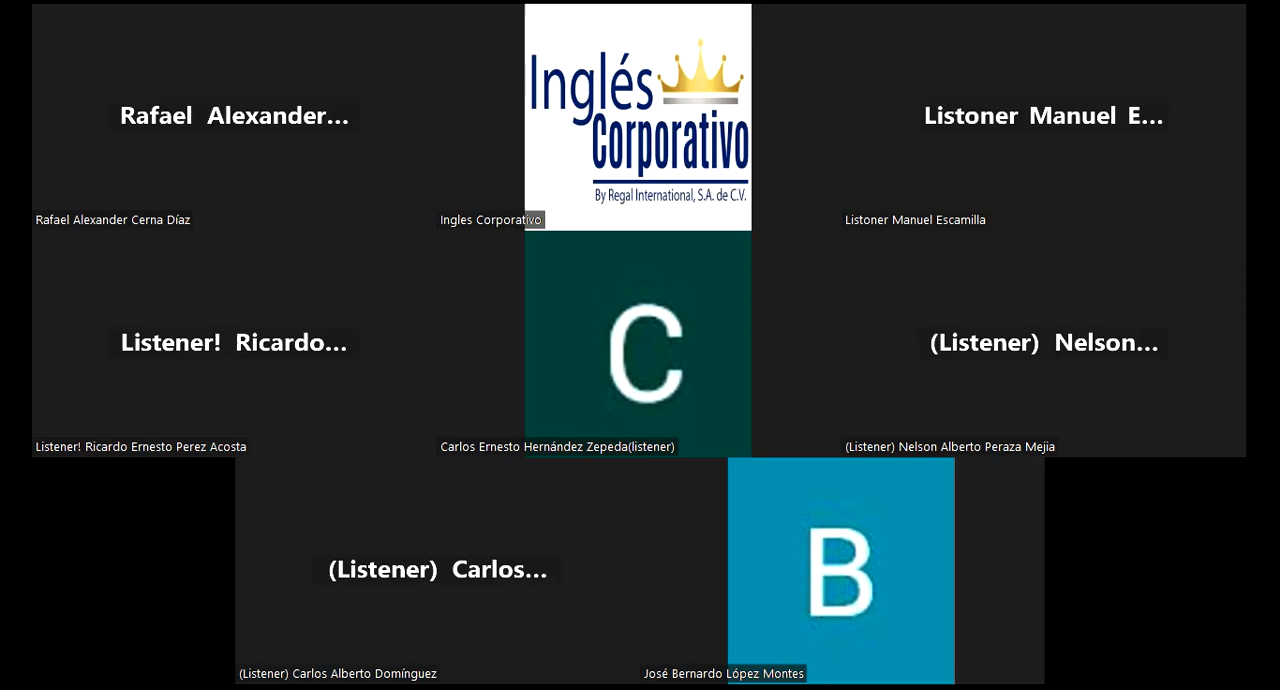 Rafael Alexander...
Rafael Alexander Cerna Díaz
Inglés
Corporativo
By Regal International, S.A. de C.V.
Ingles Corporativo
Listoner Manuel E...
Listoner Manuel Escamilla
Listener! Ricardo...
Listener! Ricardo Ernesto Perez Acosta
C
Carlos Ernesto Hernández Zepeda(listener)
(Listener) Nelson...
(Listener) Nelson Alberto Peraza Mejia
(Listener) Carlos...
(Listener) Carlos Alberto Domínguez
B
José Bernardo López Montes